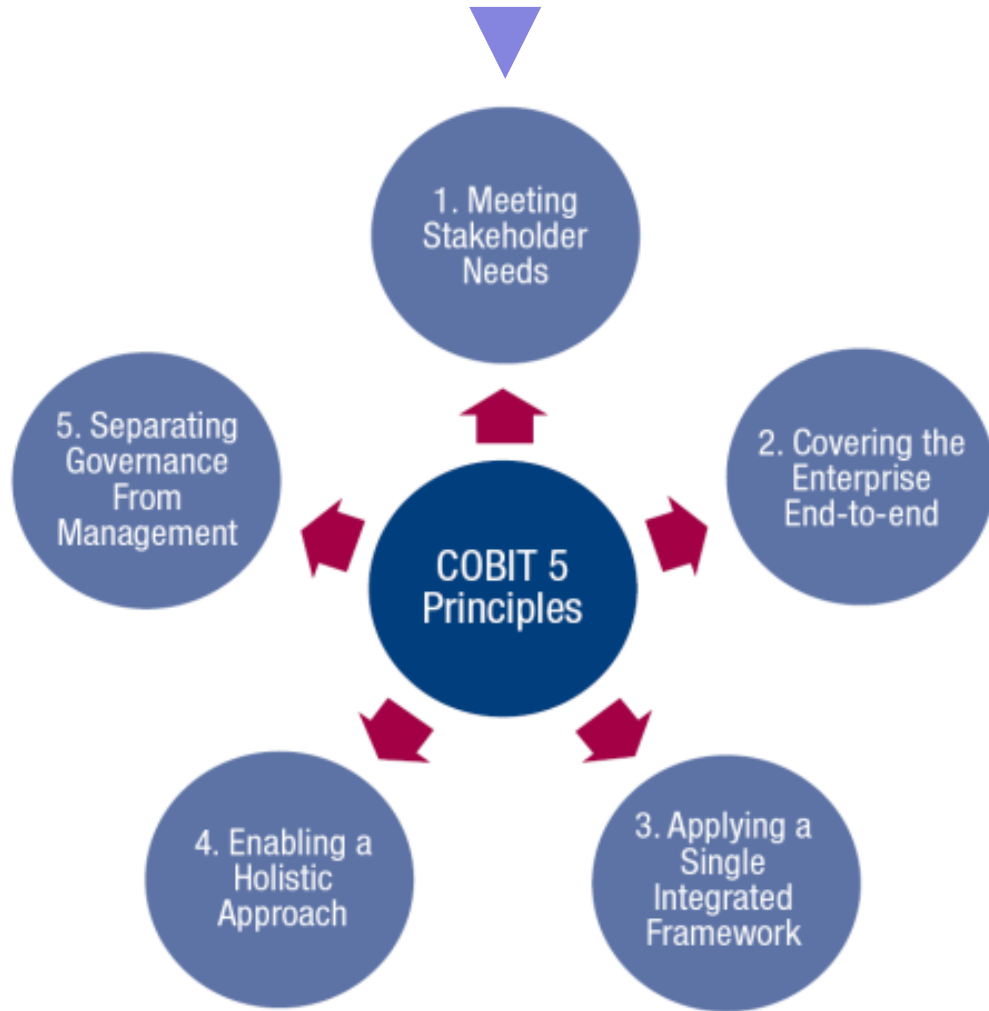 1. Meeting
Stakeholder
Needs
5. Separating
Governance
From
Management
2. Covering the
Enterprise
End-to-end
COBIT 5
Principles
4. Enabling a
Holistic
Approach
3. Applying a
Single
Integrated
Framework